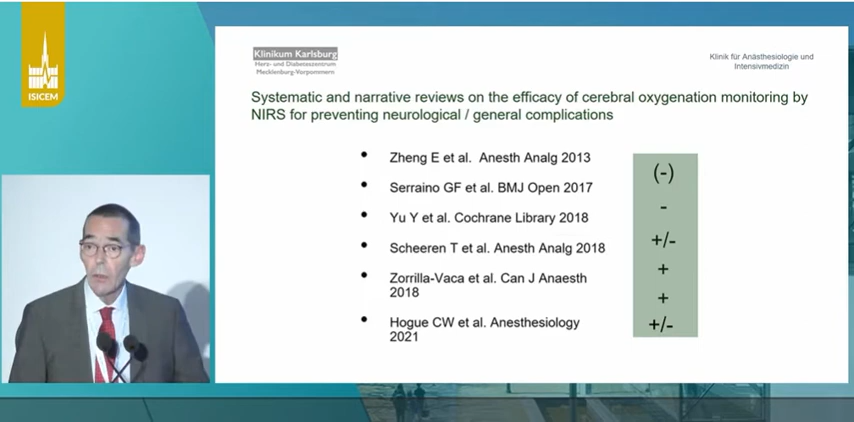 ISICEM
Klinikum Karlsburg
Herz- und Diabeteszentrum
Mecklenburg-Vorpommern
Klinik für Anästhesiologie und
Intensivmedizin
Systematic and narrative reviews on the efficacy of cerebral oxygenation monitoring by
NIRS for preventing neurological / general complications
• Zheng E et al. Anesth Analg 2013
(-)
• Serraino GF et al. BMJ Open 2017
-
• Yu Y et al. Cochrane Library 2018
+/-
• Scheeren T et al. Anesth Analg 2018
+
• Zorrilla-Vaca et al. Can J Anaesth
2018
+
• Hogue CW et al. Anesthesiology
2021
+/-